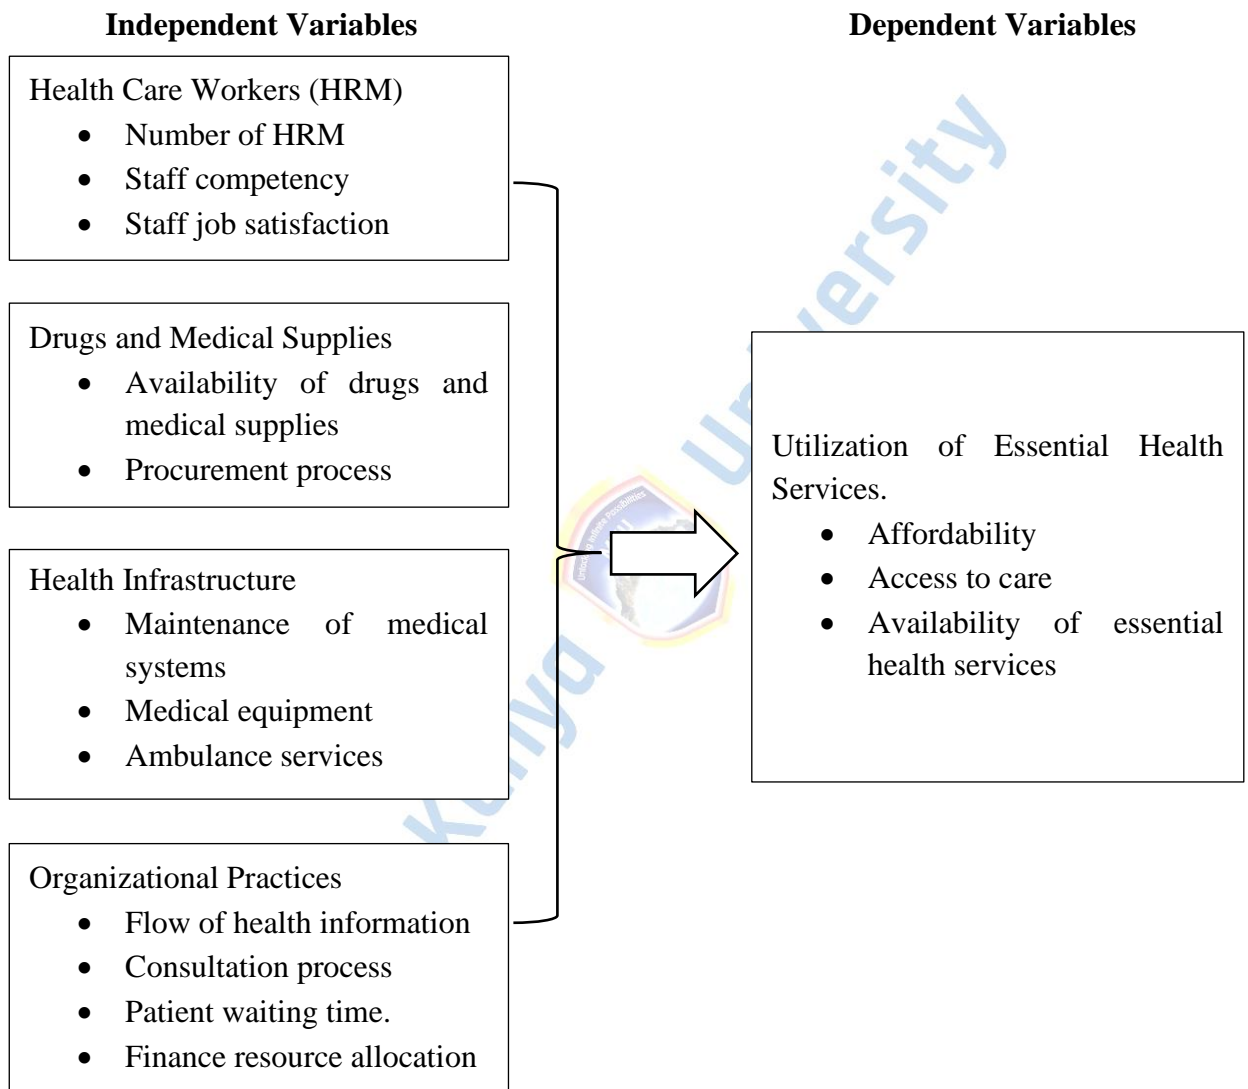 Independent Variables
Dependent Variables
Health Care Workers (HRM)
• Number of HRM
• Staff competency
• Staff job satisfaction
Drugs and Medical Supplies
• Availability of drugs and
medical supplies
• Procurement process
Health Infrastructure
• Maintenance of medical
systems
• Medical equipment
• Ambulance services
Organizational Practices
• Flow of health information
• Consultation process
• Patient waiting time.
• Finance resource allocation
Utilization of Essential Health
Services.
• Affordability
• Access to care
• Availability of essential
health services